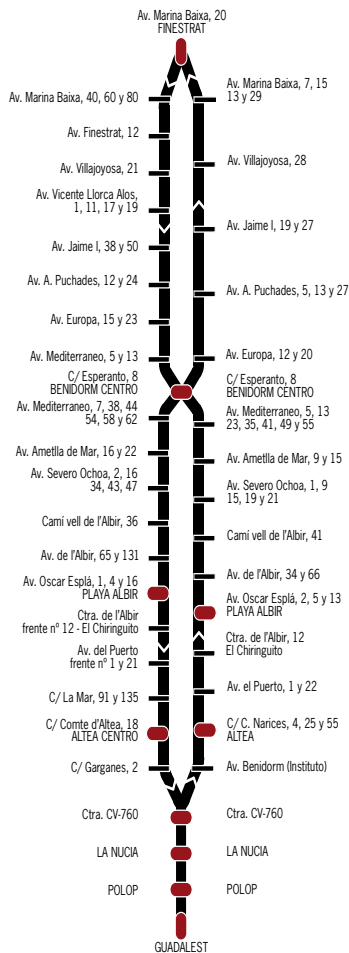 Av. Marina Baixa, 20
FINESTRAT
Av. Marina Baixa, 40, 60 y 80
Av. Finestrat, 12
Av. Villajoyosa, 21
Av. Vicente Llorca Alos,
1, 11, 17 y 19
Av. Jaime I, 38 y 50
Av. A. Puchades, 12 y 24
Av. Europa, 15 y 23
Av. Mediterraneo, 5 y 13
C/ Esperanto, 8
BENIDORM CENTRO
Av. Mediterraneo, 7, 38, 44
54, 58 y 62
Av. Ametlla de Mar, 16 y 22
Av. Severo Ochoa, 2, 16
34, 43, 47
Camí vell de l'Albir, 36
Av. de l'Albir, 65 y 131
Av. Oscar Esplá, 1, 4 y 16
PLAYA ALBIR
Ctra. de l'Albir
frente nº 12 - El Chiringuito
Av. del Puerto
frente nº 1 y 21
C/ La Mar, 91 y 135
C/ Comte d'Altea, 18
ALTEA CENTRO
C/ Garganes, 2
Ctra. CV-760
LA NUCIA
POLOP
Av. Marina Baixa, 7, 15
13 y 29
Av. Villajoyosa, 28
Av. Jaime I, 19 y 27
Av. A. Puchades, 5, 13 y 27
Av. Europa, 12 y 20
C/ Esperanto, 8
BENIDORM CENTRO
Av. Mediterraneo, 5, 13
23, 35, 41, 49 y 55
Av. Ametlla de Mar, 9 y 15
Av. Severo Ochoa, 1, 9
15, 19 y 21
Camí vell de l'Albir, 41
Av. de l'Albir, 34 y 66
Av. Oscar Esplá, 2, 5 y 13
PLAYA ALBIR
Ctra. de l'Albir, 12
El Chiringuito
Av. el Puerto, 1 y 22
C/ C. Narices, 4, 25 y 55
ALTEA
Av. Benidorm (Instituto)
Ctra. CV-760
LA NUCIA
POLOP
GUADALEST